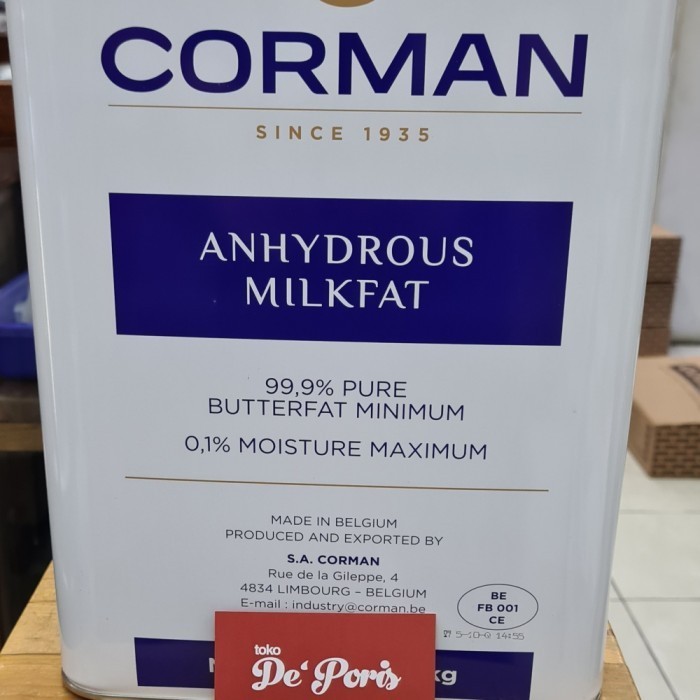 CORMAN
SINCE 1935
ANHYDROUS
MILKFAT
99,9% PURE
BUTTERFAT MINIMUM
0,1% MOISTURE MAXIMUM
MADE IN BELGIUM
PRODUCED AND EXPORTED BY
S.A. CORMAN
Rue de la Gileppe, 4
4834 LIMBOURG – BELGIUM
E-mail : industry@corman.be
BE
FB 001
CE
14:55
toko
De' Poris
kg